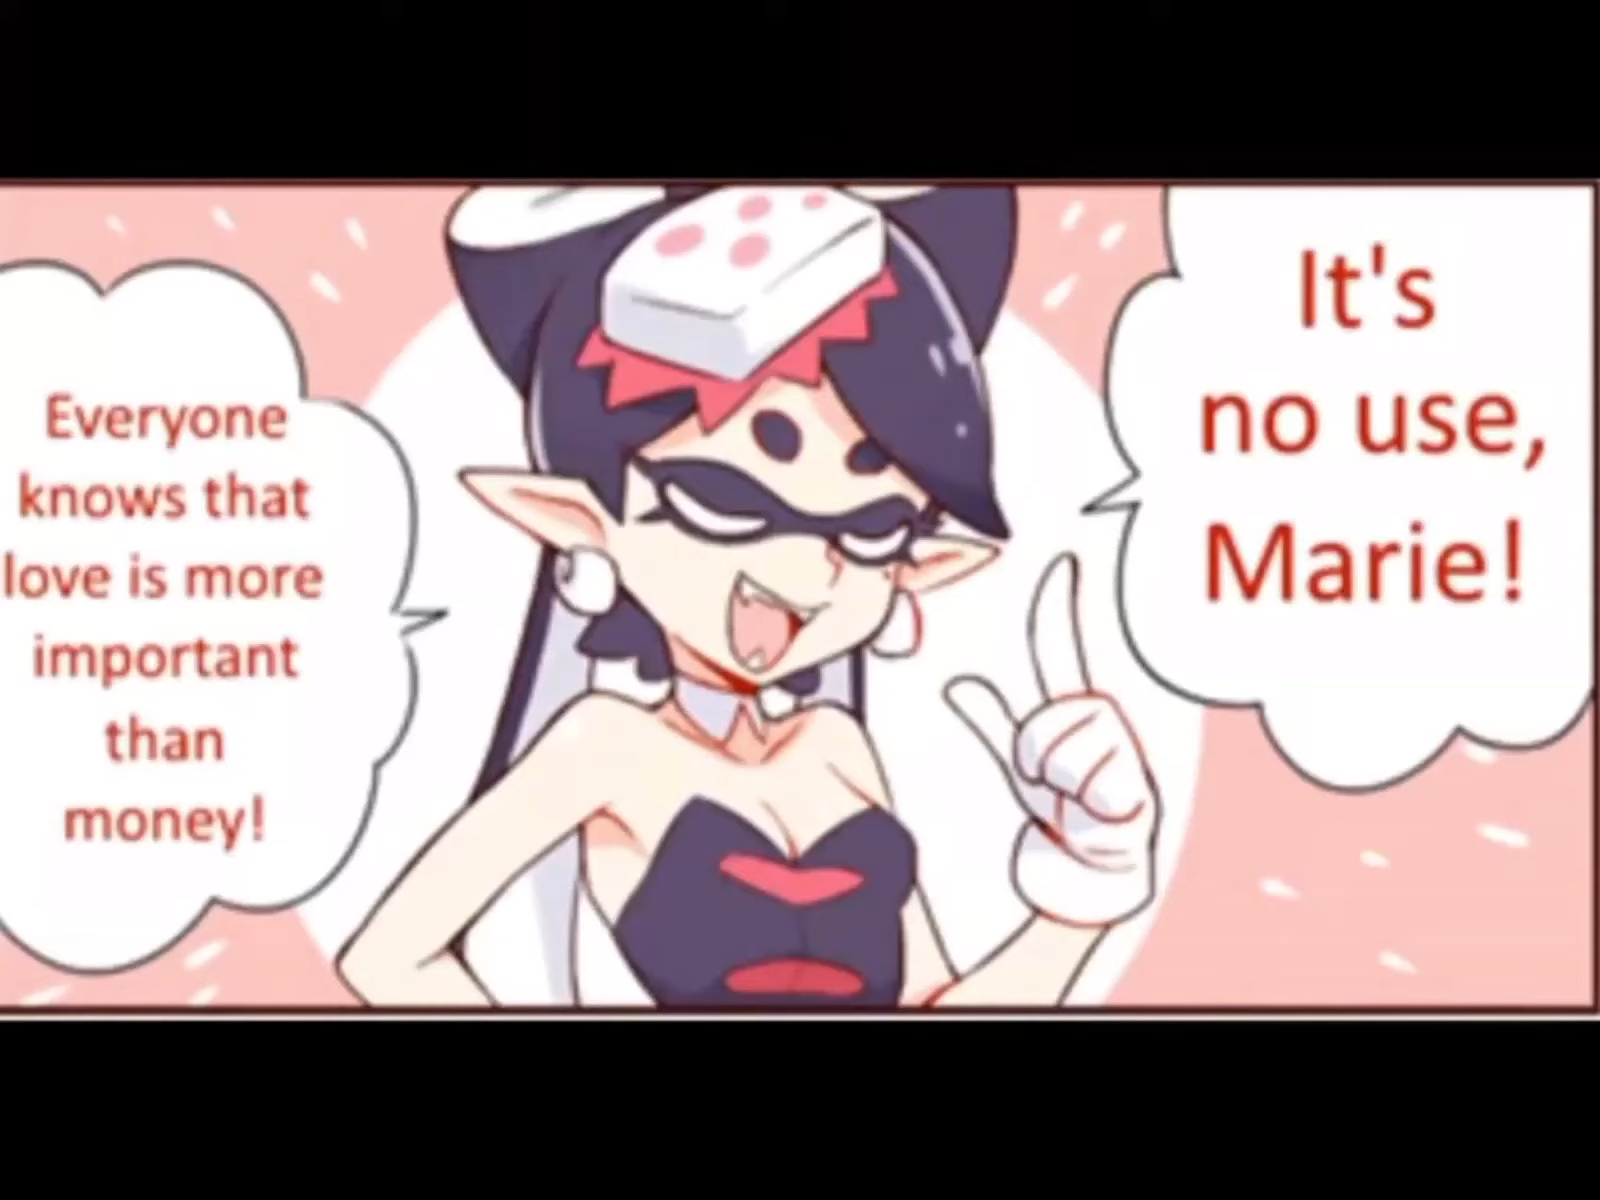 It's
no use,
Marie!
Everyone
knows that
love is more
important
than
money!